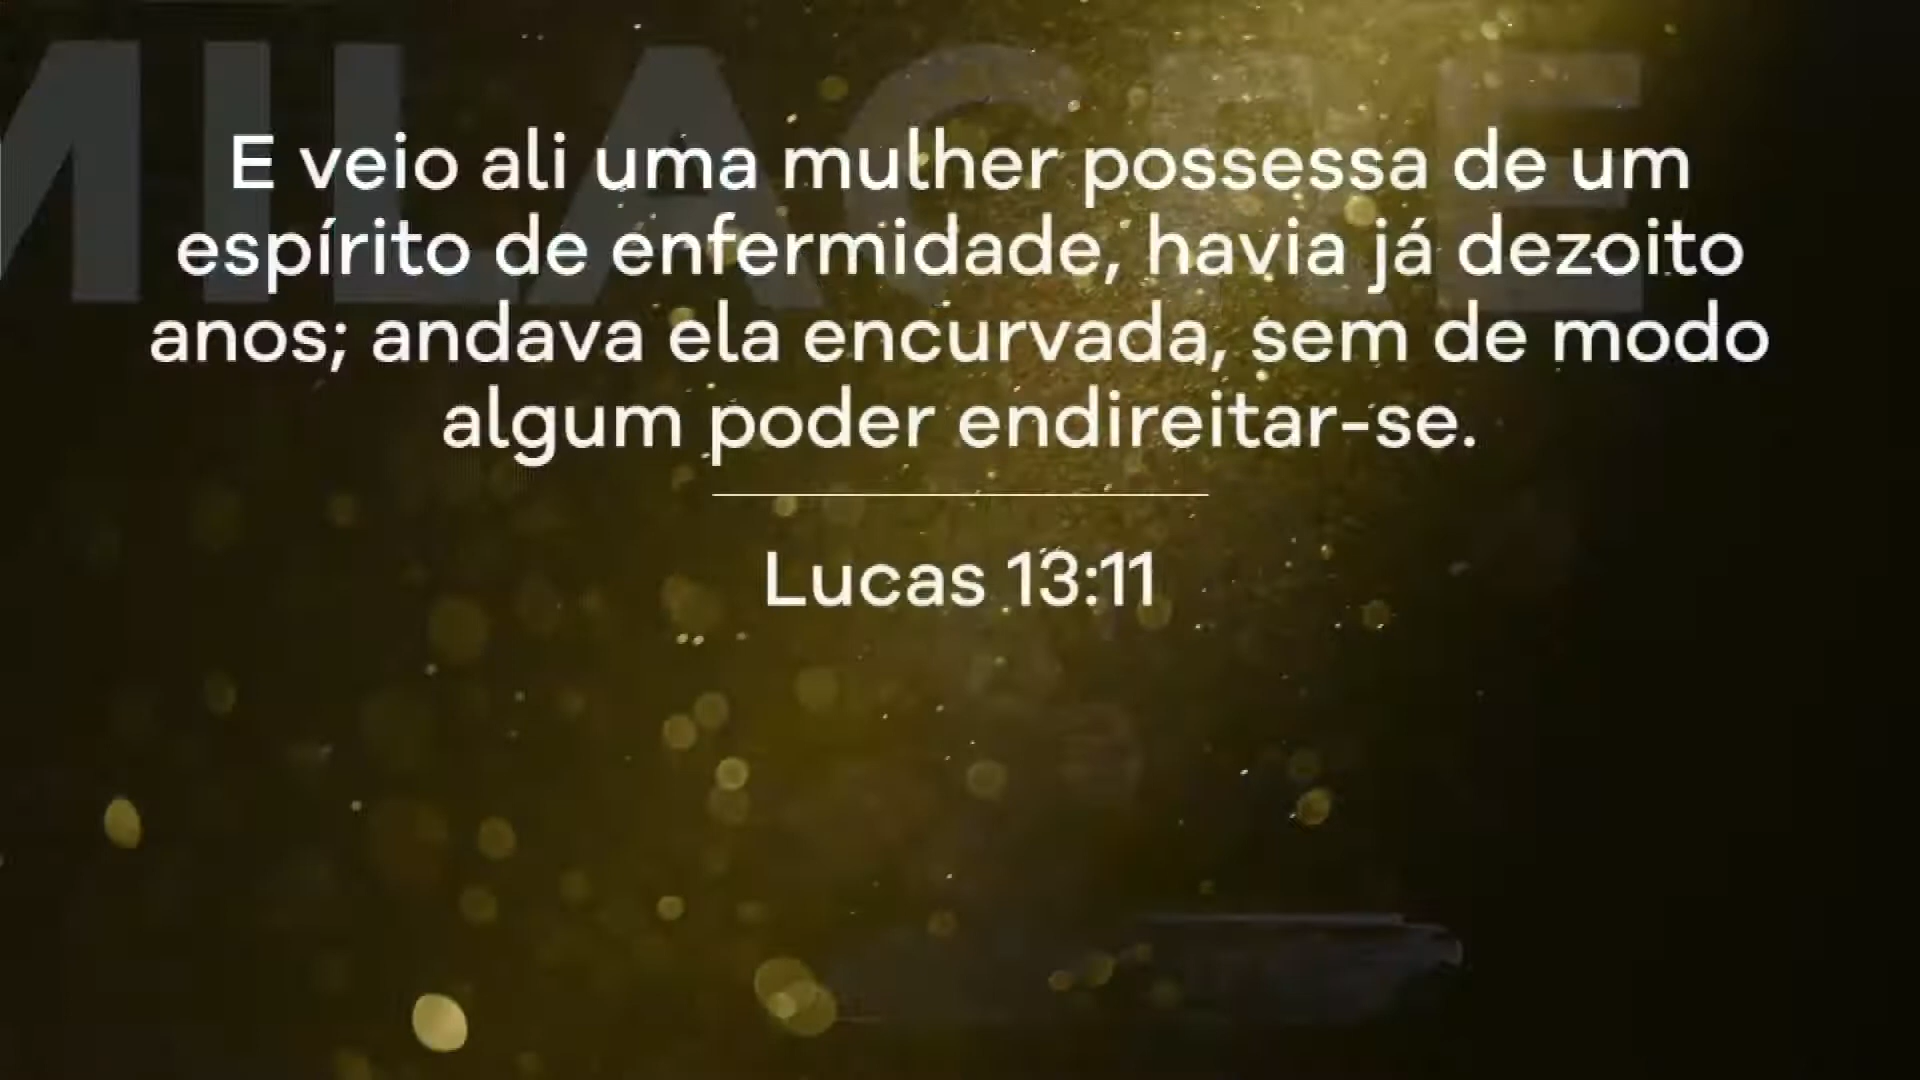 MILAGRE
E veio ali uma mulher possessa de um
espírito de enfermidade, havia já dezoito
anos; andava ela encurvada, sem de modo
algum poder endireitar-se.
Lucas 13:11